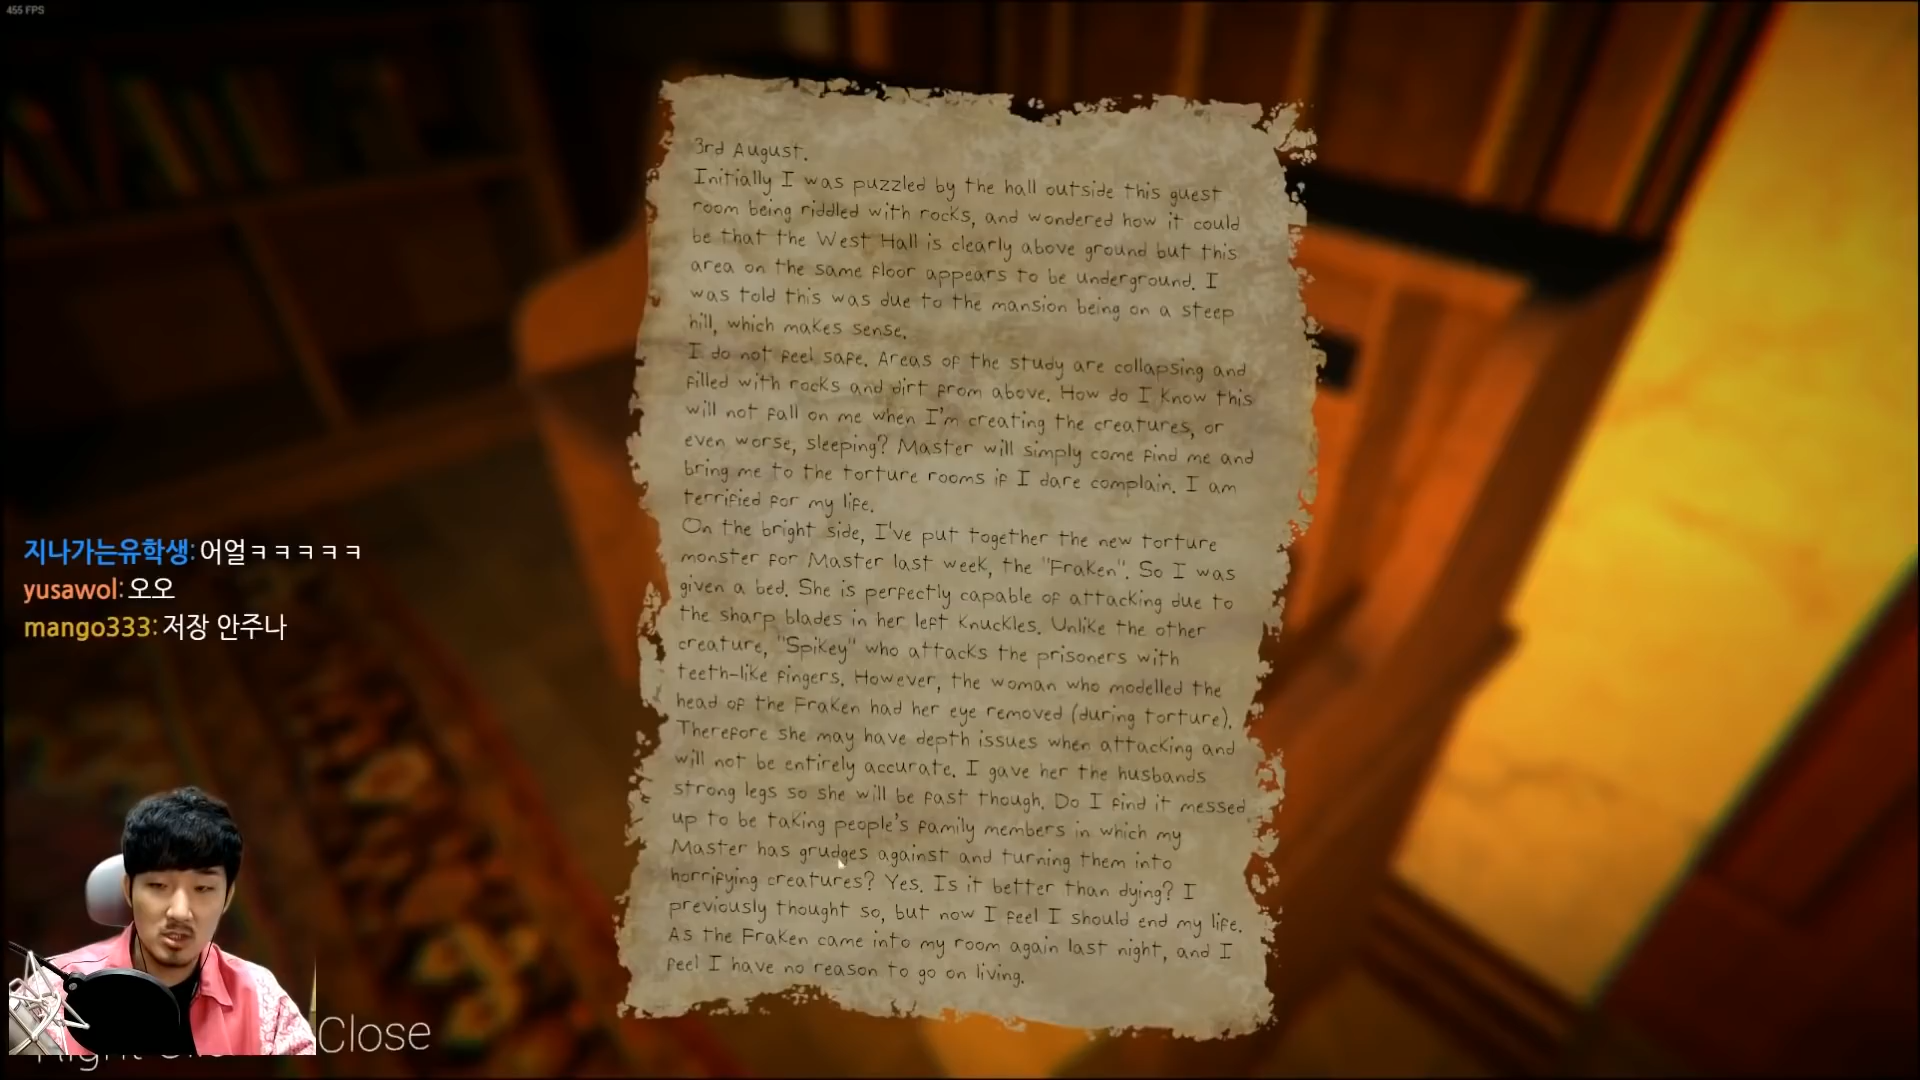 455 FPS
3rd August.
Initially I was puzzled by the hall outside this guest
room being riddled with rocks, and wondered how it could
be that the West Hall is clearly above ground but this
area on the same floor appears to be underground. I
was told this was due to the mansion being on a steep
hill, which makes sense.
I do not feel safe. Areas of the study are collapsing and
filled with rocks and dirt from above. How do I know this
will not fall on me when I'm creating the creatures, or
even worse, sleeping? Master will simply come find me and
bring me to the torture rooms if I dare complain. I am
terrified for my life.
On the bright side, I've put together the new torture
monster for Master last week, the "Fraken". So I was
given a bed. She is perfectly capable of attacking due to
the sharp blades in her left knuckles. Unlike the other
creature, "Spikey" who attacks the prisoners with
teeth-like fingers. However, the woman who modelled the
head of the Fraken had her eye removed (during torture).
Therefore she may have depth issues when attacking and
will not be entirely accurate. I gave her the husbands
strong legs so she will be fast though. Do I find it messed
up to be taking people's family members in which my
Master has grudges against and turning them into
horrifying creatures? Yes. Is it better than dying? I
previously thought so, but now I feel I should end my life.
As the Fraken came into my room again last night, and I
feel I have no reason to go on living.
지나가는유학생: 어얼ㅋㅋㅋㅋㅋ
yusawol: 오오
mango333: 저장 안주나
Close